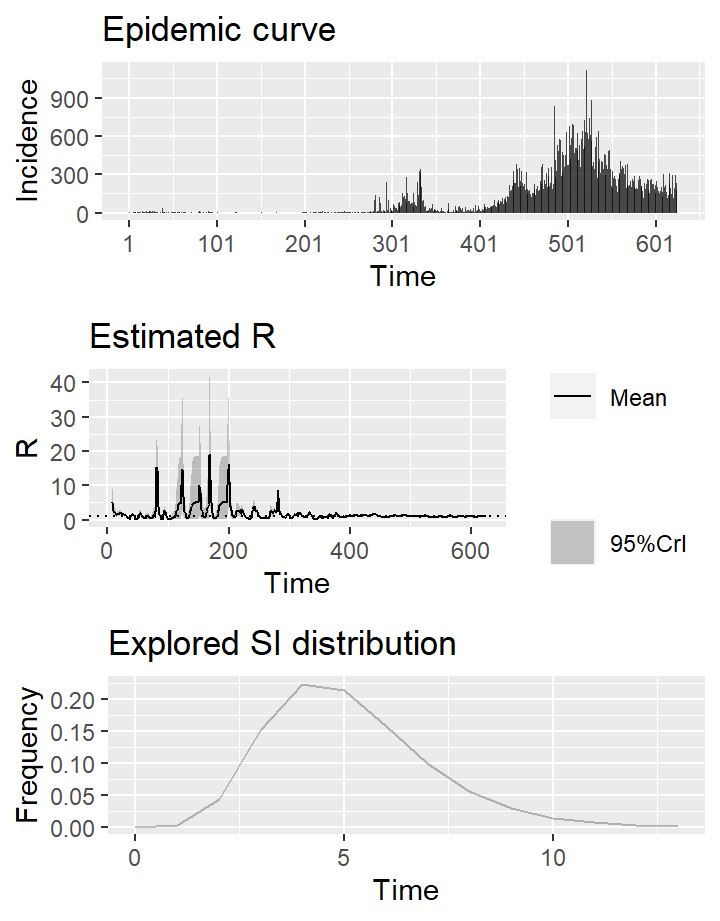 Epidemic curve
Incidence
900
600
300
0
1 101 201 301 401 501 601
Time
Estimated R
R
40
30
20
10
0
0 200 400 600
Time
Mean
95%CrI
Explored SI distribution
Frequency
0.20
0.15
0.10
0.05
0.00
0 5 10
Time